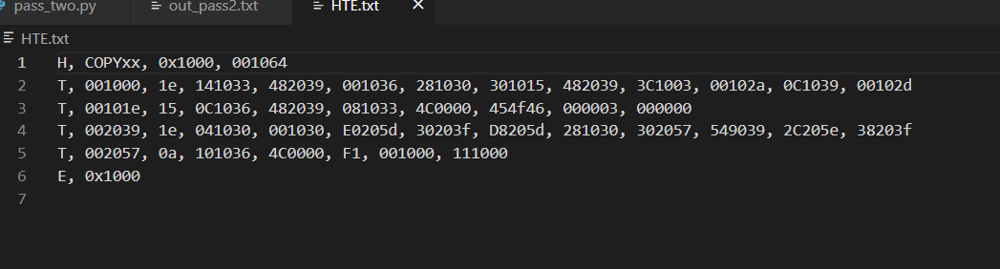 pass_two.py out_pass2.txt HTE.txt ×
HTE.txt
1 H, COPYxx, 0x1000, 001064
2 T, 001000, 1e, 141033, 482039, 001036, 281030, 301015, 482039, 3C1003, 00102a, 0C1039, 00102d
3 T, 00101e, 15, 0C1036, 482039, 081033, 4C0000, 454f46, 000003, 000000
4 T, 002039, 1e, 041030, 001030, E0205d, 30203f, D8205d, 281030, 302057, 549039, 2C205e, 38203f
5 T, 002057, 0a, 101036, 4C0000, F1, 001000, 111000
6 E, 0x1000
7